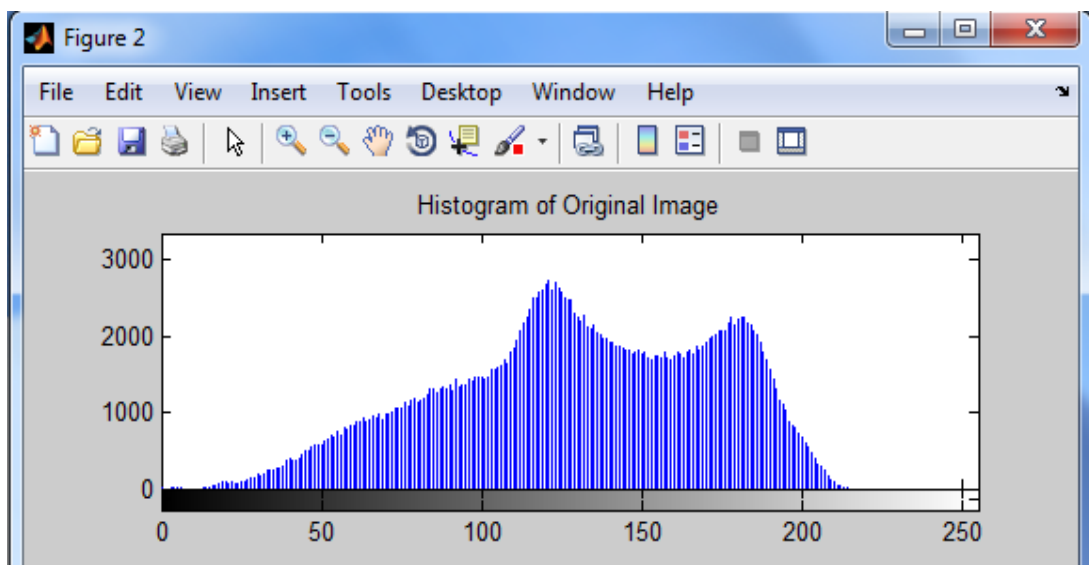 Figure 2
File Edit View Insert Tools Desktop Window Help
Histogram of Original Image
3000
2000
1000
0
0 50 100 150 200 250